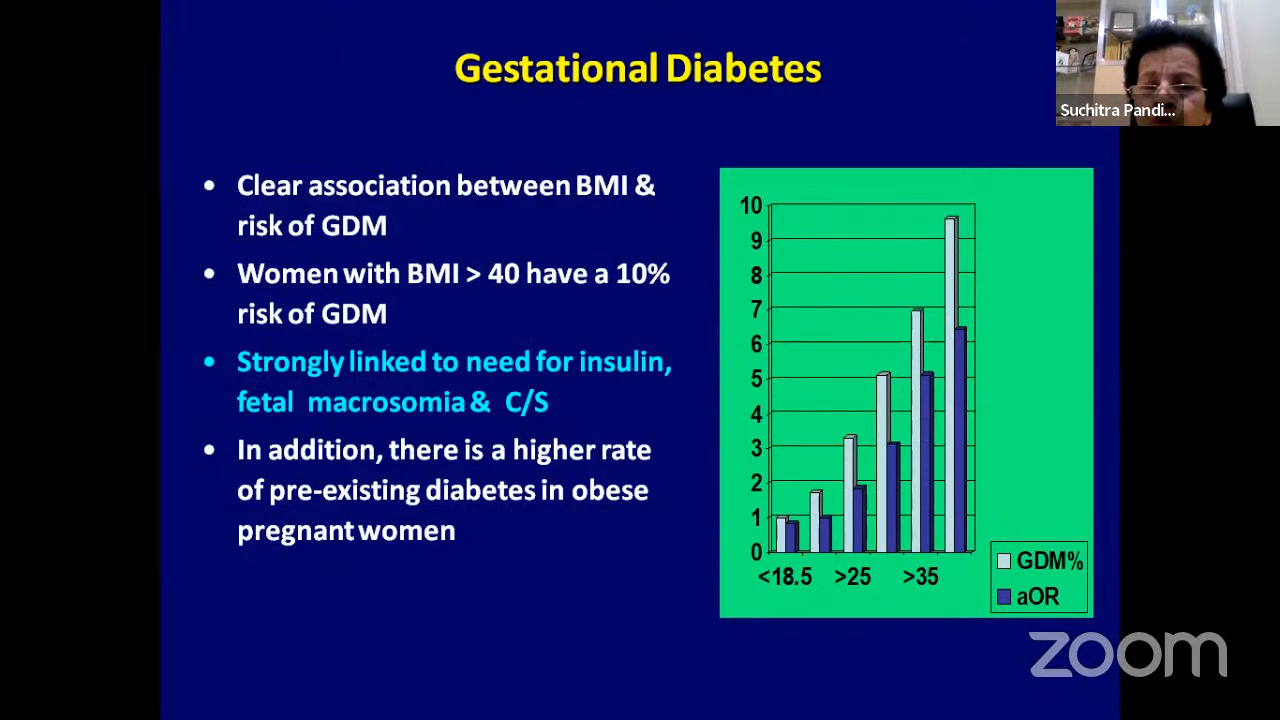 Gestational Diabetes
Suchitra Pandi...
• Clear association between BMI &
risk of GDM
• Women with BMI > 40 have a 10%
risk of GDM
• Strongly linked to need for insulin,
fetal macrosomia & C/S
• In addition, there is a higher rate
of pre-existing diabetes in obese
pregnant women
10
9
8
7
6
5
4
3
2
1
0
<18.5 >25 >35
GDM%
aOR
zoom